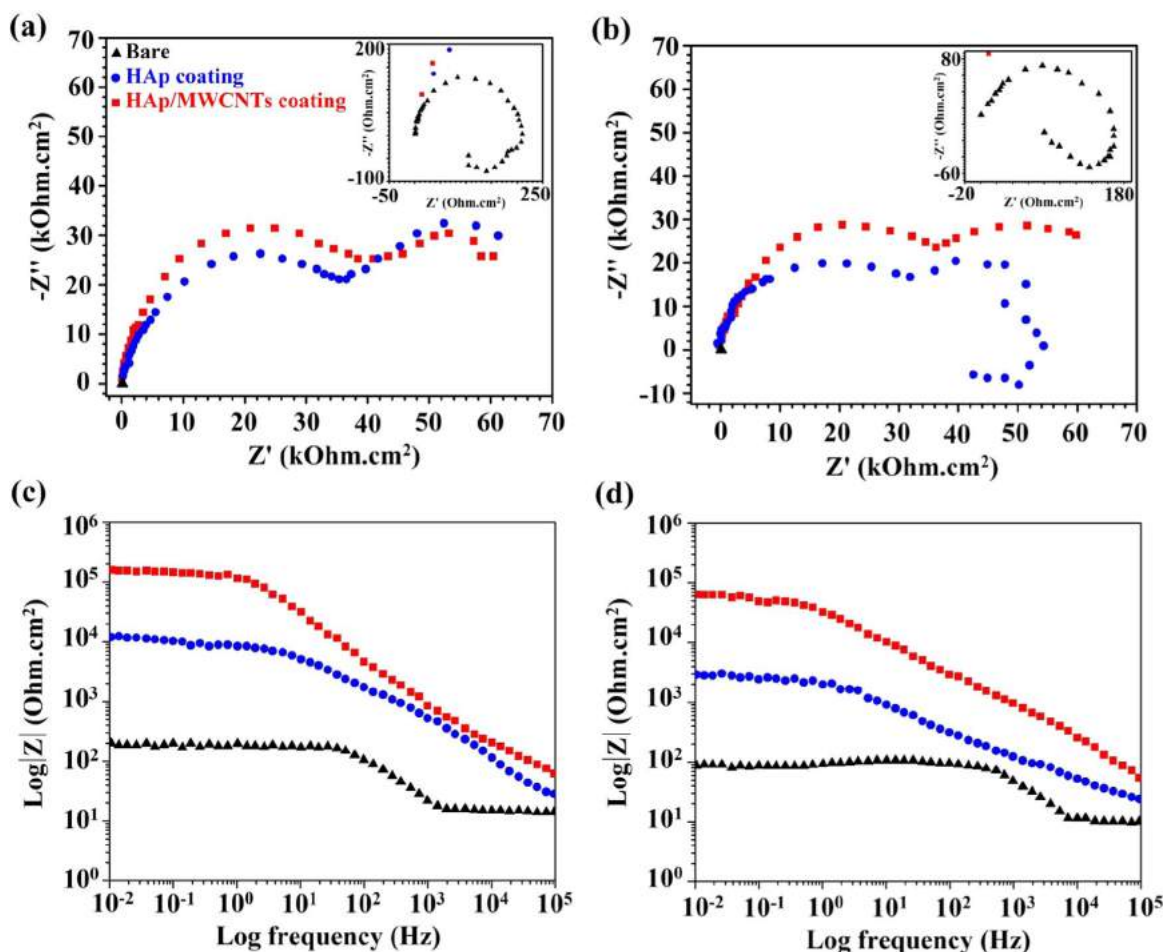 (a)
Bare
HAp coating
HAp/MWCNTs coating
70
60
50
40
30
20
10
0
-Z'' (kOhm.cm²)
0 10 20 30 40 50 60 70
Z' (kOhm.cm²)
200
-100
-Z'' (Ohm.cm²)
-50 250
Z' (Ohm.cm²)
(b)
70
60
50
40
30
20
10
0
-10
-Z'' (kOhm.cm²)
0 10 20 30 40 50 60 70
Z' (kOhm.cm²)
80
-60
-Z'' (Ohm.cm²)
-20 180
Z' (Ohm.cm²)
(c)
10⁶
10⁵
10⁴
10³
10²
10¹
10⁰
Log|Z| (Ohm.cm²)
10⁻² 10⁻¹ 10⁰ 10¹ 10² 10³ 10⁴ 10⁵
Log frequency (Hz)
(d)
10⁶
10⁵
10⁴
10³
10²
10¹
10⁰
Log|Z| (Ohm.cm²)
10⁻² 10⁻¹ 10⁰ 10¹ 10² 10³ 10⁴ 10⁵
Log frequency (Hz)